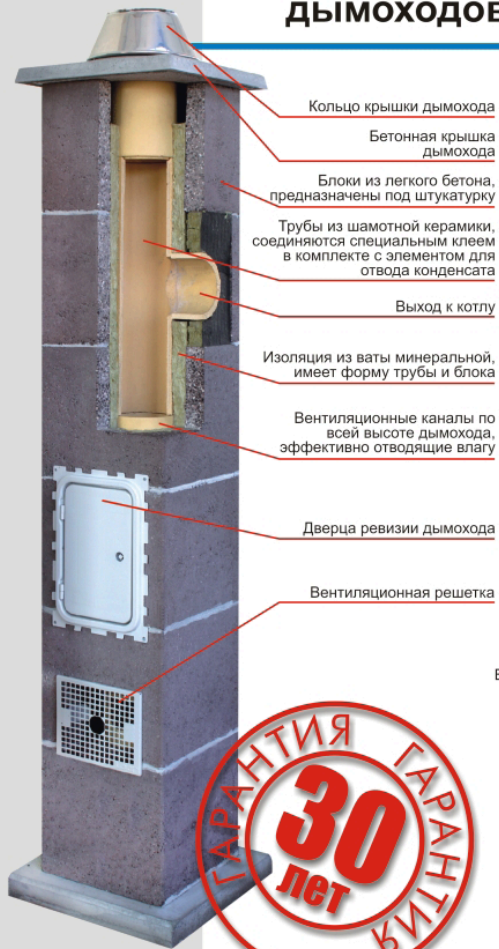 дымоходов
Кольцо крышки дымохода
Бетонная крышка
дымохода
Блоки из легкого бетона,
предназначены под штукатурку
Трубы из шамотной керамики,
соединяются специальным клеем
в комплекте с элементом для
отвода конденсата
Выход к котлу
Изоляция из ваты минеральной,
имеет форму трубы и блока
Вентиляционные каналы по
всей высоте дымохода,
эффективно отводящие влагу
Дверца ревизии дымохода
Вентиляционная решетка
ГАРАНТИЯ ГАРАНТИЯ
30
лет